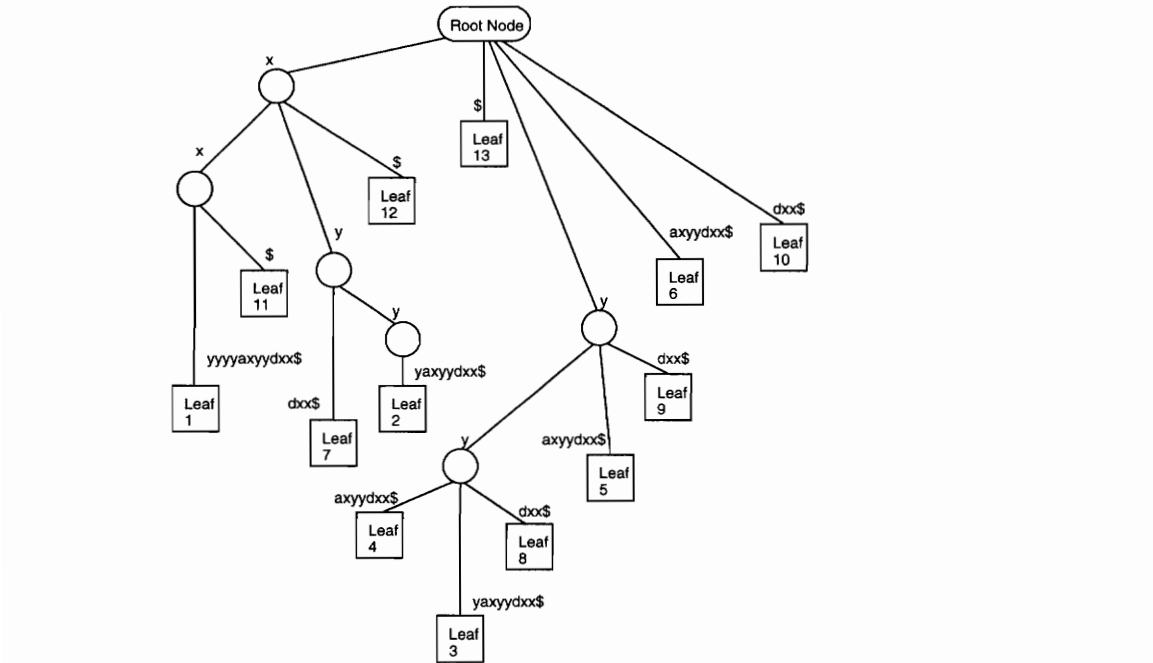 Root Node
x
$
Leaf
13
x
$
Leaf
12
dxx$
Leaf
10
axyydxx$
Leaf
6
y
$
Leaf
11
y
y
yyyyaxyydxx$
Leaf
1
yaxyydxx$
Leaf
2
dxx$
Leaf
7
dxx$
Leaf
9
axyydxx$
Leaf
5
y
axyydxx$
Leaf
4
dxx$
Leaf
8
yaxyydxx$
Leaf
3